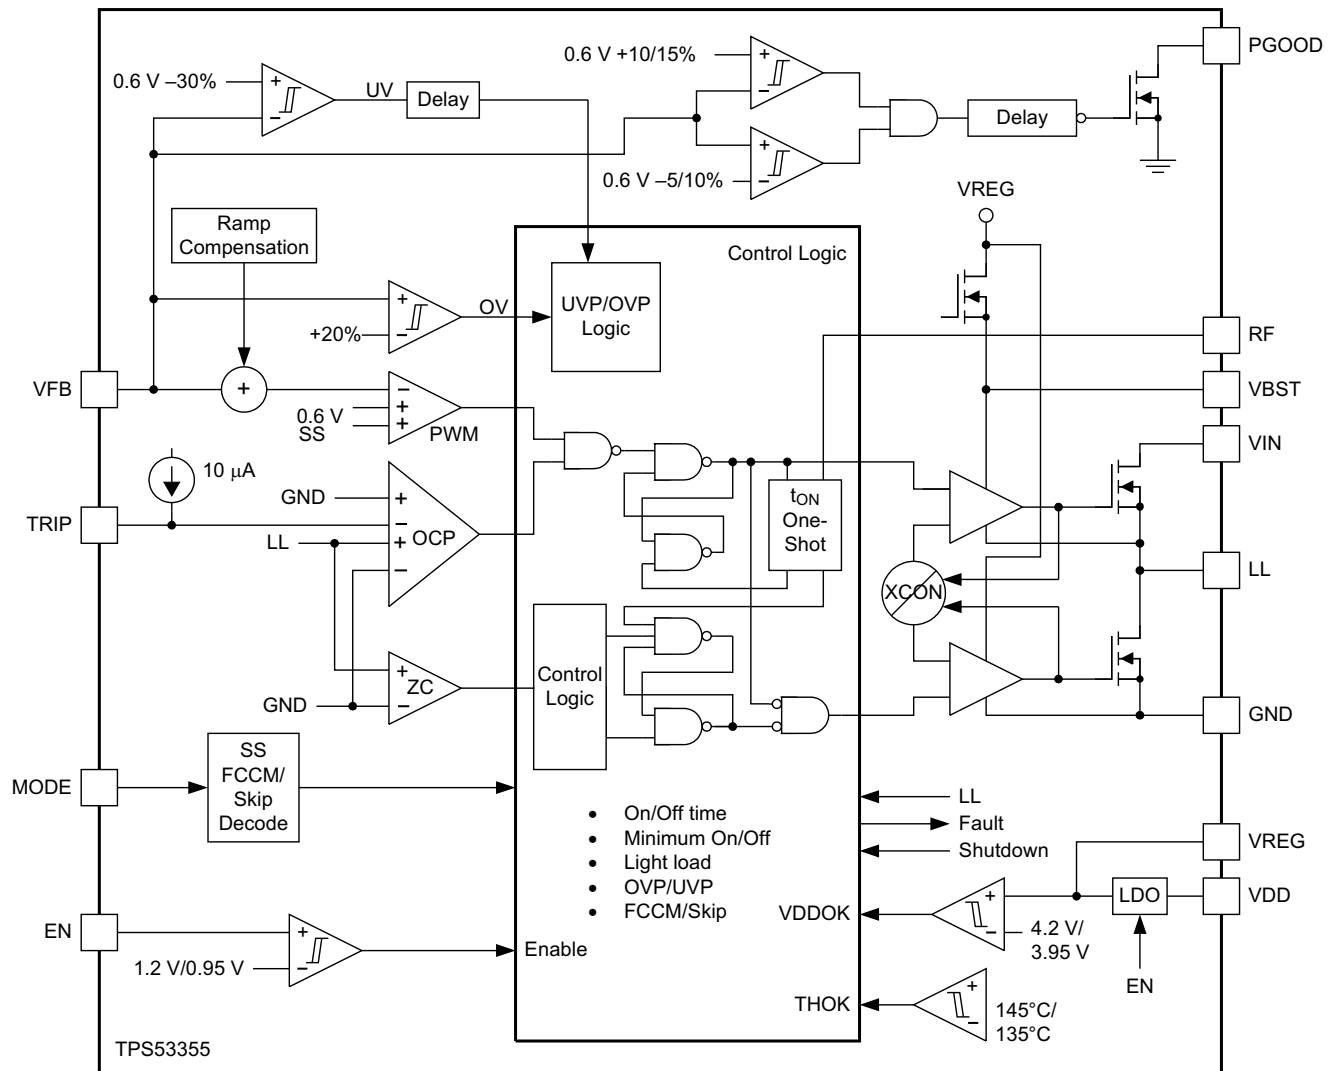 PGOOD
0.6 V +10/15%
0.6 V –30%
+
–
UV
Delay
+
–
Delay
+
–
0.6 V –5/10%
VREG
Ramp
Compensation
Control Logic
UVP/OVP
Logic
+
–
OV
+20%
RF
VFB
+
–
+
+
0.6 V
SS
PWM
VBST
VIN
10 μA
GND
+
TRIP
–
LL
+
OCP
–
tON
One-
Shot
XCON
LL
Control
Logic
+
ZC
–
GND
GND
MODE
SS
FCCM/
Skip
Decode
• On/Off time
• Minimum On/Off
• Light load
• OVP/UVP
• FCCM/Skip
LL
Fault
Shutdown
VREG
VDDOK
+
–
LDO
VDD
4.2 V/
3.95 V
EN
EN
+
–
1.2 V/0.95 V
Enable
THOK
+
–
145°C/
135°C
TPS53355